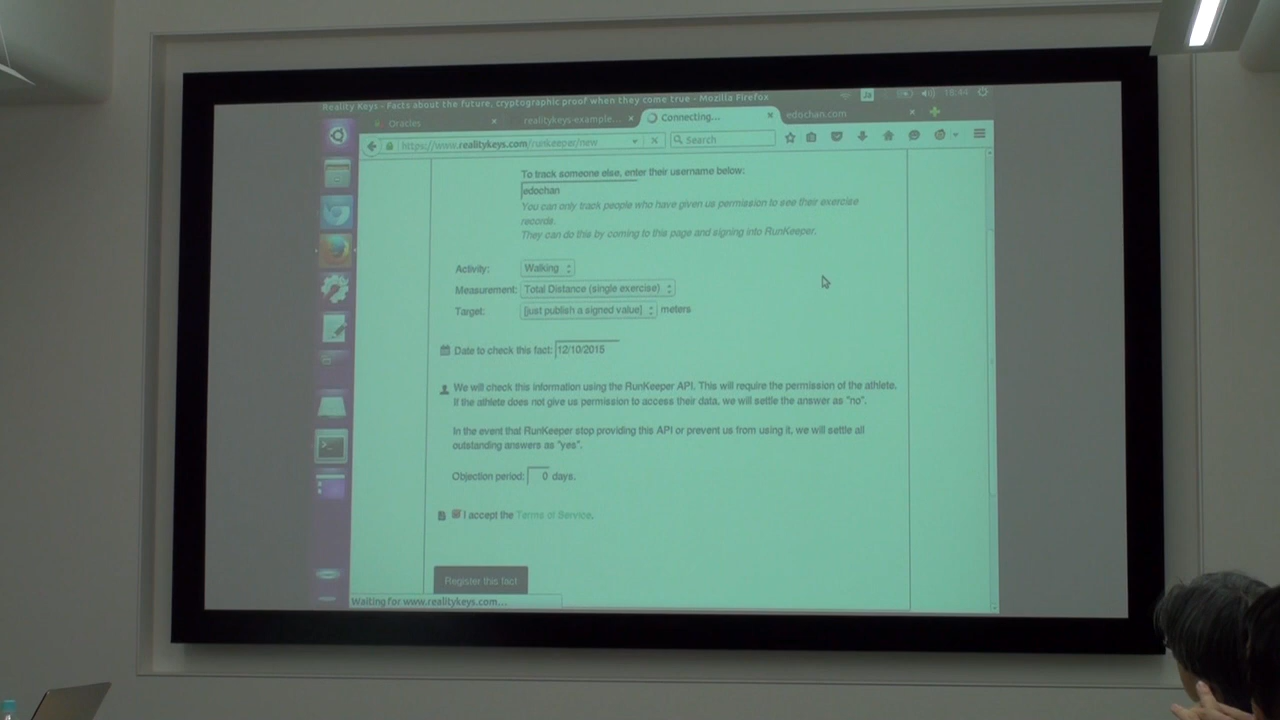 Reality Keys - Facts about the future, cryptographic proof when they come true - Mozilla Firefox
Ja
18:44
Oracles
realitykeys-example...
Connecting...
edochan.com
https://www.realitykeys.com/runkeeper/new
Search
To track someone else, enter their username below:
edochan
You can only track people who have given us permission to see their exercise
records.
They can do this by coming to this page and signing into RunKeeper.
Activity: Walking
Measurement: Total Distance (single exercise)
Target: [just publish a signed value] meters
Date to check this fact: 12/10/2015
We will check this information using the RunKeeper API. This will require the permission of the athlete.
If the athlete does not give us permission to access their data, we will settle the answer as "no".
In the event that RunKeeper stop providing this API or prevent us from using it, we will settle all
outstanding answers as "yes".
Objection period: 0 days.
I accept the Terms of Service.
Register this fact
Waiting for www.realitykeys.com...